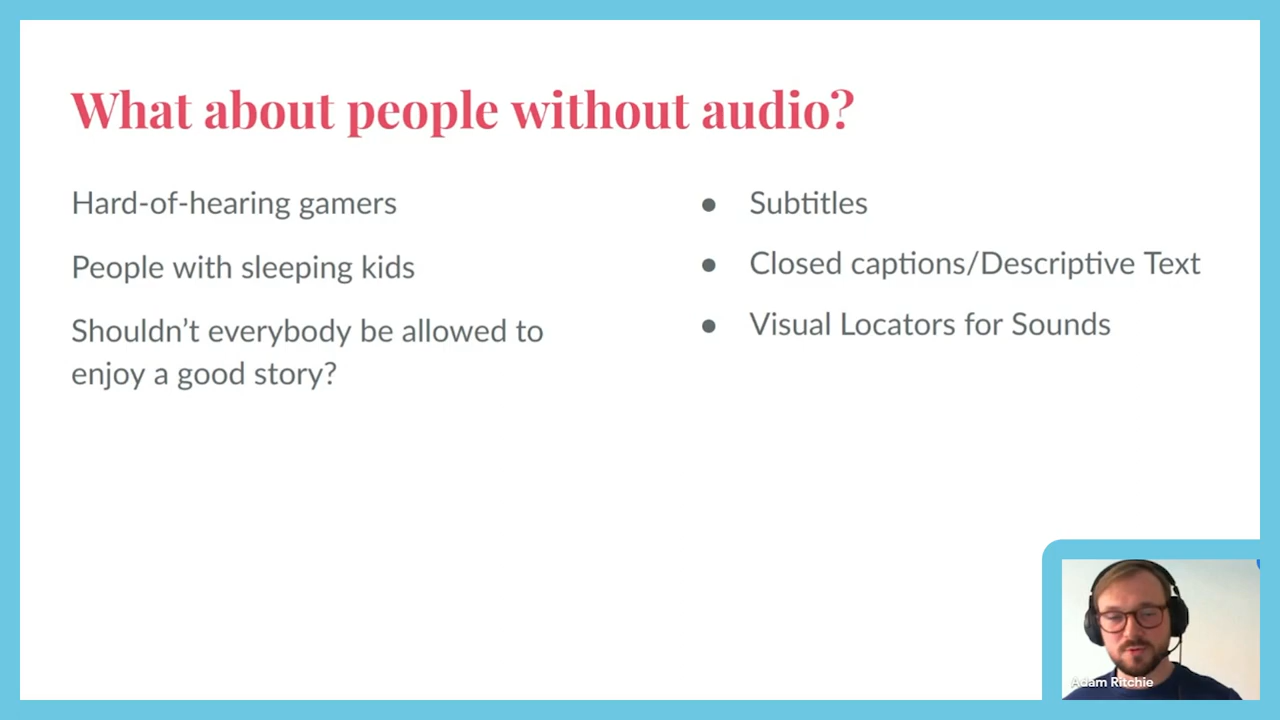 What about people without audio?
Hard-of-hearing gamers
People with sleeping kids
Shouldn’t everybody be allowed to
enjoy a good story?
● Subtitles
● Closed captions/Descriptive Text
● Visual Locators for Sounds
Adam Ritchie